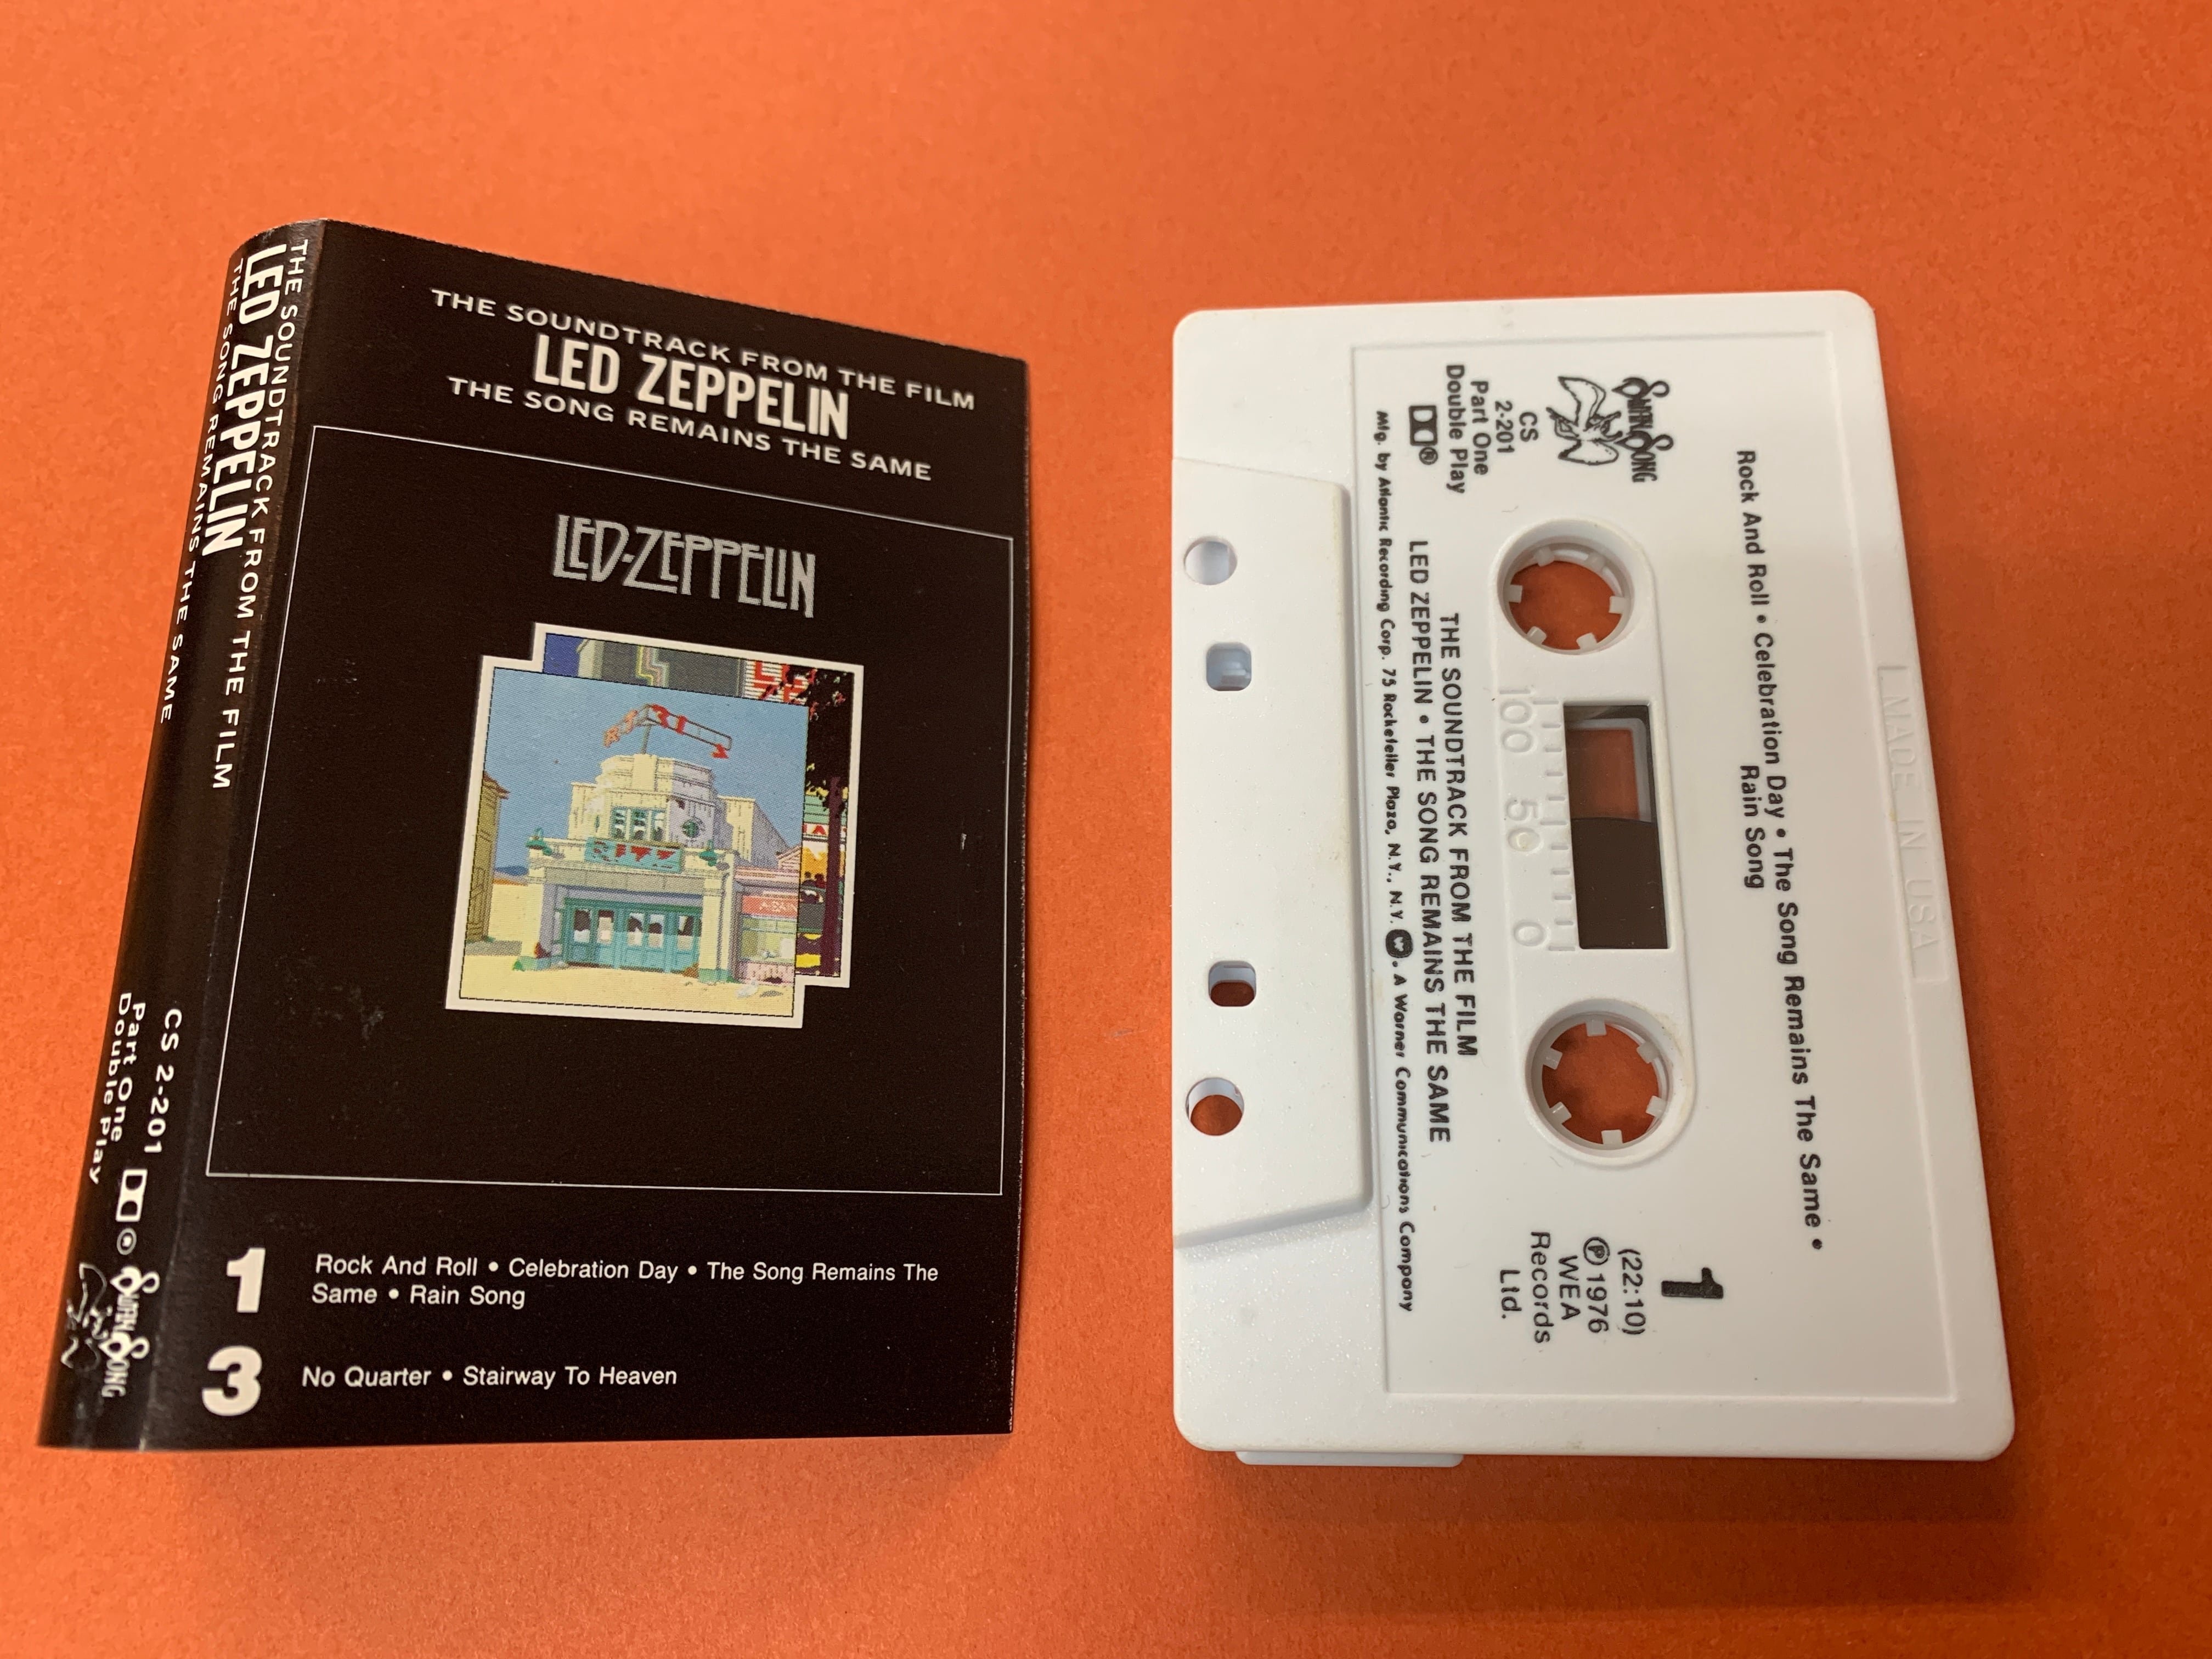 THE SOUNDTRACK FROM THE FILM
LED ZEPPELIN
THE SONG REMAINS THE SAME
CS 2-201
Part One
Double Play
SWAN SONG
THE SOUNDTRACK FROM THE FILM
LED ZEPPELIN
THE SONG REMAINS THE SAME
LED-ZEPPELIN
RITZ
1
Rock And Roll • Celebration Day • The Song Remains The
Same • Rain Song
3
No Quarter • Stairway To Heaven
MADE IN USA
Rock And Roll • Celebration Day • The Song Remains The Same •
Rain Song
SWAN SONG
CS
2-201
Part One
Double Play
1
(22:10)
℗ 1976
WEA
Records
Ltd.
100 50 0
THE SOUNDTRACK FROM THE FILM
LED ZEPPELIN • THE SONG REMAINS THE SAME
Mfg. by Atlantic Recording Corp. 75 Rockefeller Plaza, N.Y., N.Y. W. A Warner Communications Company